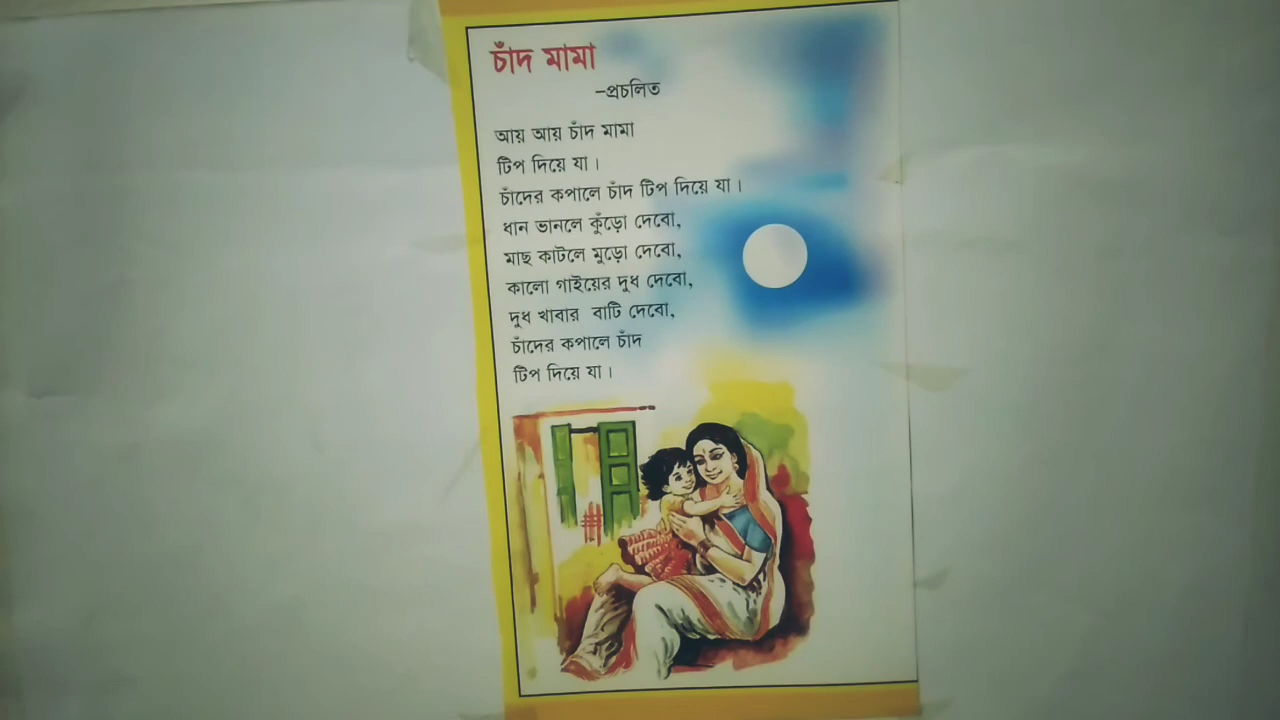 চাঁদ মামা
–প্রচলিত
আয় আয় চাঁদ মামা
টিপ দিয়ে যা।
চাঁদের কপালে চাঁদ টিপ দিয়ে যা।
ধান ভানলে কুঁড়ো দেবো,
মাছ কাটলে মুড়ো দেবো,
কালো গাইয়ের দুধ দেবো,
দুধ খাবার বাটি দেবো,
চাঁদের কপালে চাঁদ
টিপ দিয়ে যা।